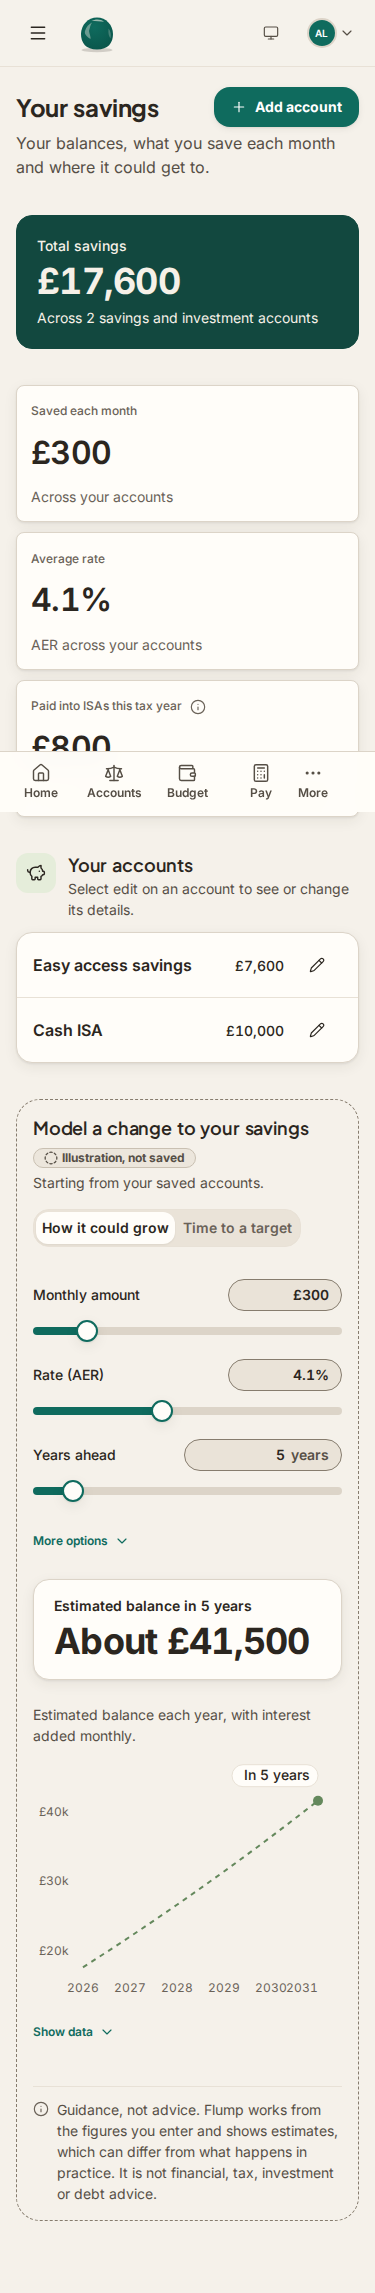 AL
Your savings
Add account
Your balances, what you save each month
and where it could get to.
Total savings
£17,600
Across 2 savings and investment accounts
Saved each month
£300
Across your accounts
Average rate
4.1%
AER across your accounts
Paid into ISAs this tax year
£800
Home
Accounts
Budget
Pay
More
Your accounts
Select edit on an account to see or change
its details.
Easy access savings £7,600
Cash ISA £10,000
Model a change to your savings
Illustration, not saved
Starting from your saved accounts.
How it could grow Time to a target
Monthly amount £300
Rate (AER) 4.1%
Years ahead 5 years
More options
Estimated balance in 5 years
About £41,500
Estimated balance each year, with interest
added monthly.
In 5 years
£40k
£30k
£20k
2026 2027 2028 2029 2030 2031
Show data
Guidance, not advice. Flump works from
the figures you enter and shows estimates,
which can differ from what happens in
practice. It is not financial, tax, investment
or debt advice.